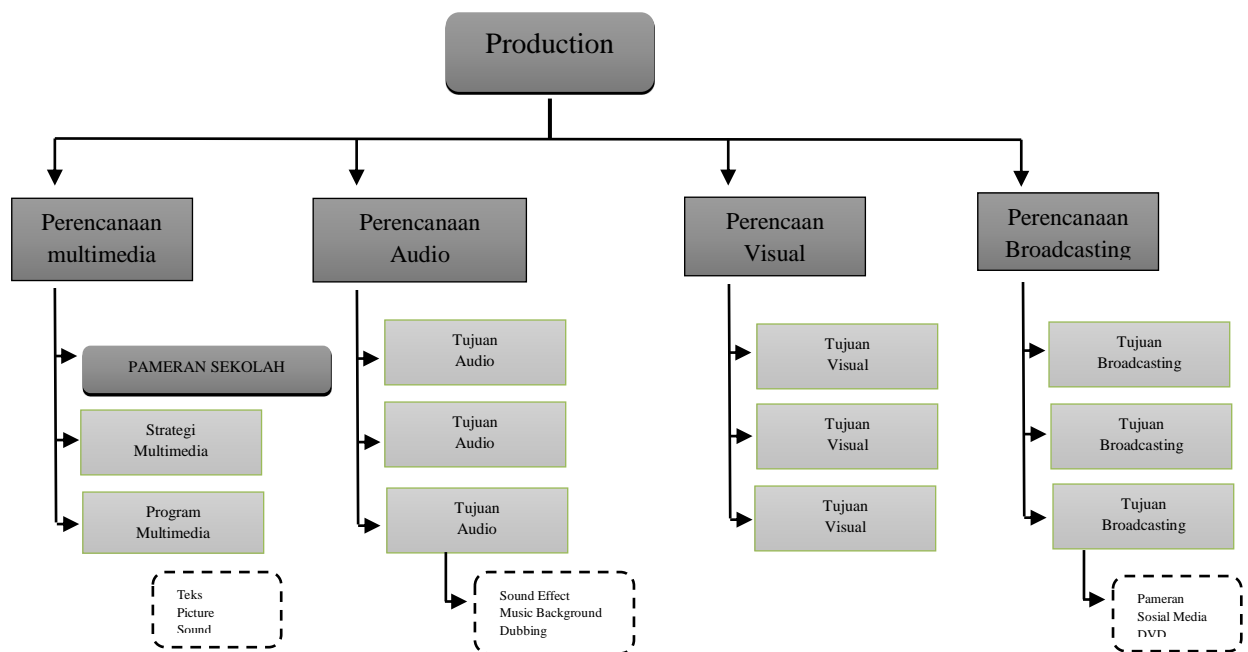 Production
Perencanaan
multimedia
Perencanaan
Audio
Perencaan
Visual
Perencanaan
Broadcasting
PAMERAN SEKOLAH
Strategi
Multimedia
Program
Multimedia
Teks
Picture
Sound
Tujuan
Audio
Tujuan
Audio
Tujuan
Audio
Sound Effect
Music Background
Dubbing
Tujuan
Visual
Tujuan
Visual
Tujuan
Visual
Tujuan
Broadcasting
Tujuan
Broadcasting
Tujuan
Broadcasting
Pameran
Sosial Media
DVD